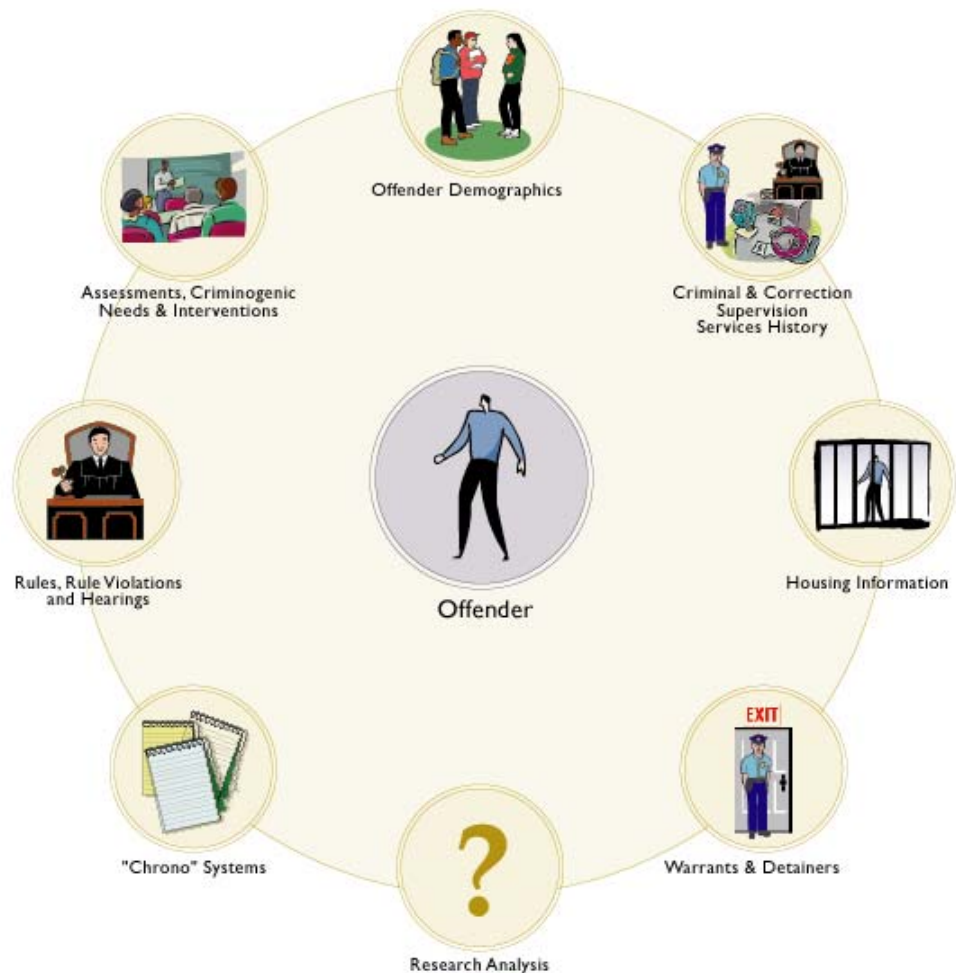 Offender Demographics
Assessments, Criminogenic
Needs & Interventions
Criminal & Correction
Supervision
Services History
Rules, Rule Violations
and Hearings
Offender
Housing Information
EXIT
"Chrono" Systems
Warrants & Detainers
?
Research Analysis